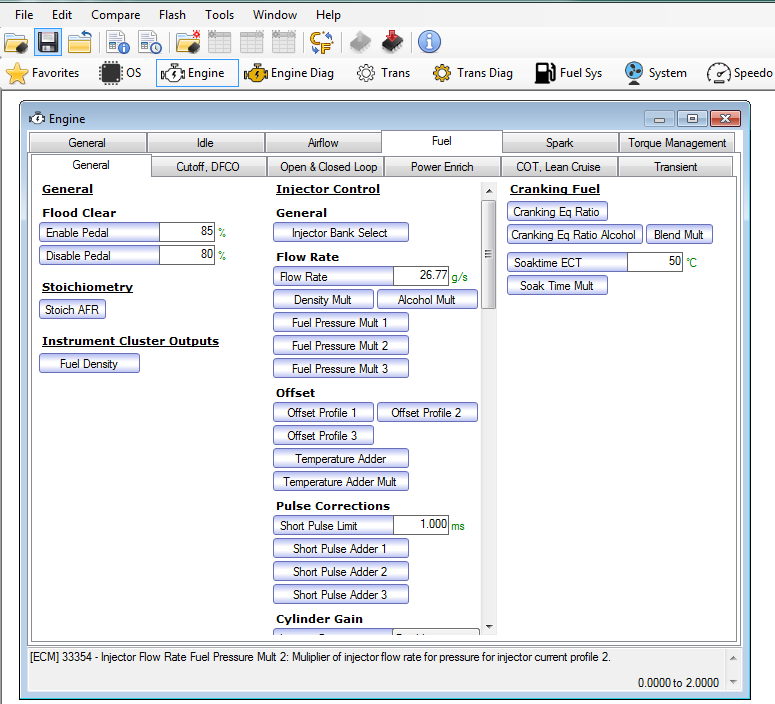 File Edit Compare Flash Tools Window Help
Favorites OS Engine Engine Diag Trans Trans Diag Fuel Sys System Speedo
Engine
General Idle Airflow Fuel Spark Torque Management
General Cutoff, DFCO Open & Closed Loop Power Enrich COT, Lean Cruise Transient
General
Flood Clear
Enable Pedal 85 %
Disable Pedal 80 %
Stoichiometry
Stoich AFR
Instrument Cluster Outputs
Fuel Density
Injector Control
General
Injector Bank Select
Flow Rate
Flow Rate 26.77 g/s
Density Mult Alcohol Mult
Fuel Pressure Mult 1
Fuel Pressure Mult 2
Fuel Pressure Mult 3
Offset
Offset Profile 1 Offset Profile 2
Offset Profile 3
Temperature Adder
Temperature Adder Mult
Pulse Corrections
Short Pulse Limit 1.000 ms
Short Pulse Adder 1
Short Pulse Adder 2
Short Pulse Adder 3
Cylinder Gain
Cranking Fuel
Cranking Eq Ratio
Cranking Eq Ratio Alcohol Blend Mult
Soaktime ECT 50 °C
Soak Time Mult
[ECM] 33354 - Injector Flow Rate Fuel Pressure Mult 2: Muliplier of injector flow rate for pressure for injector current profile 2.
0.0000 to 2.0000